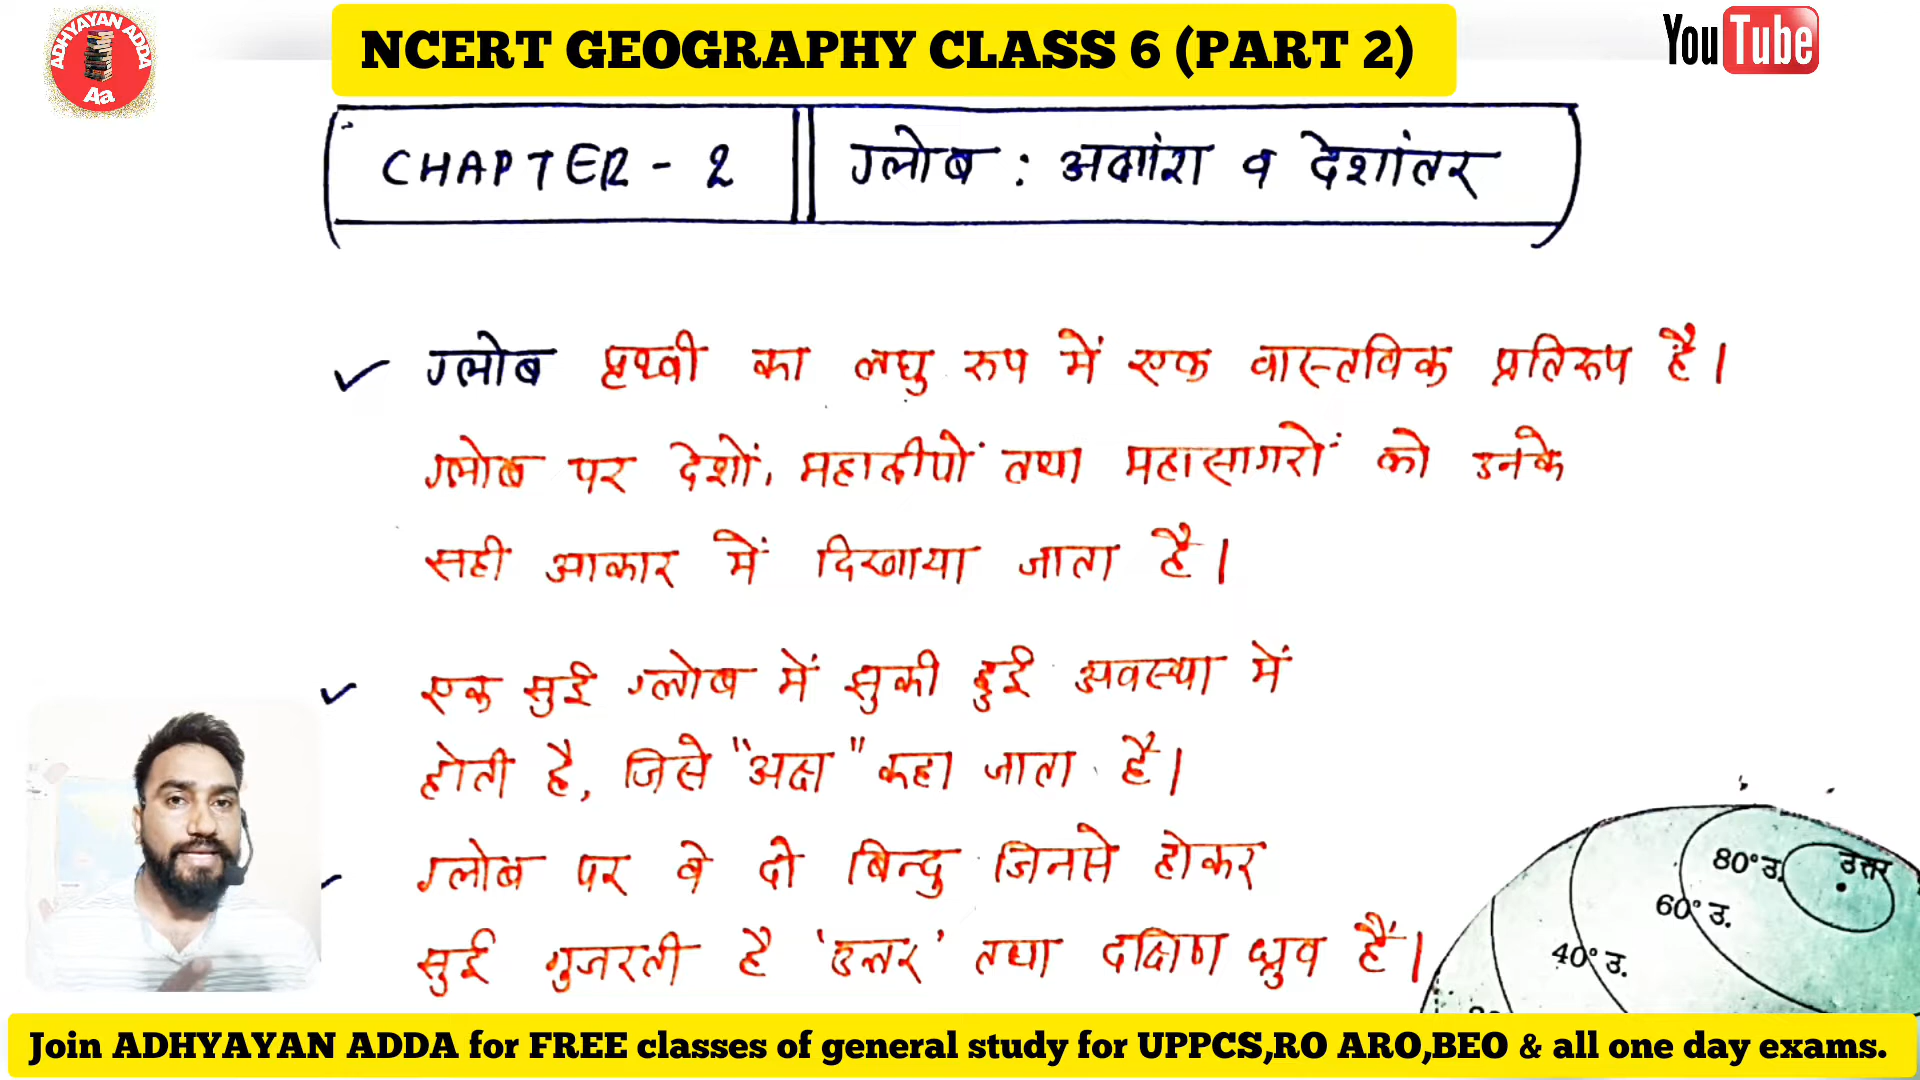 ADHYAYAN ADDA
Aa
NCERT GEOGRAPHY CLASS 6 (PART 2)
YouTube
CHAPTER - 2
ग्लोब : अक्षांश व देशांतर
ग्लोब पृथ्वी का लघु रूप में एक वास्तविक प्रतिरूप है।
ग्लोब पर देशों, महाद्वीपों तथा महासागरों को उनके
सही आकार में दिखाया जाता है।
एक सुई ग्लोब में झुकी हुई अवस्था में
होती है, जिसे "अक्ष" कहा जाता है।
ग्लोब पर वे दो बिन्दु जिनसे होकर
सुई गुजरती है 'उत्तर' तथा दक्षिण ध्रुव हैं।
80° उ.
उत्तर
60° उ.
40° उ.
Join ADHYAYAN ADDA for FREE classes of general study for UPPCS,RO ARO,BEO & all one day exams.